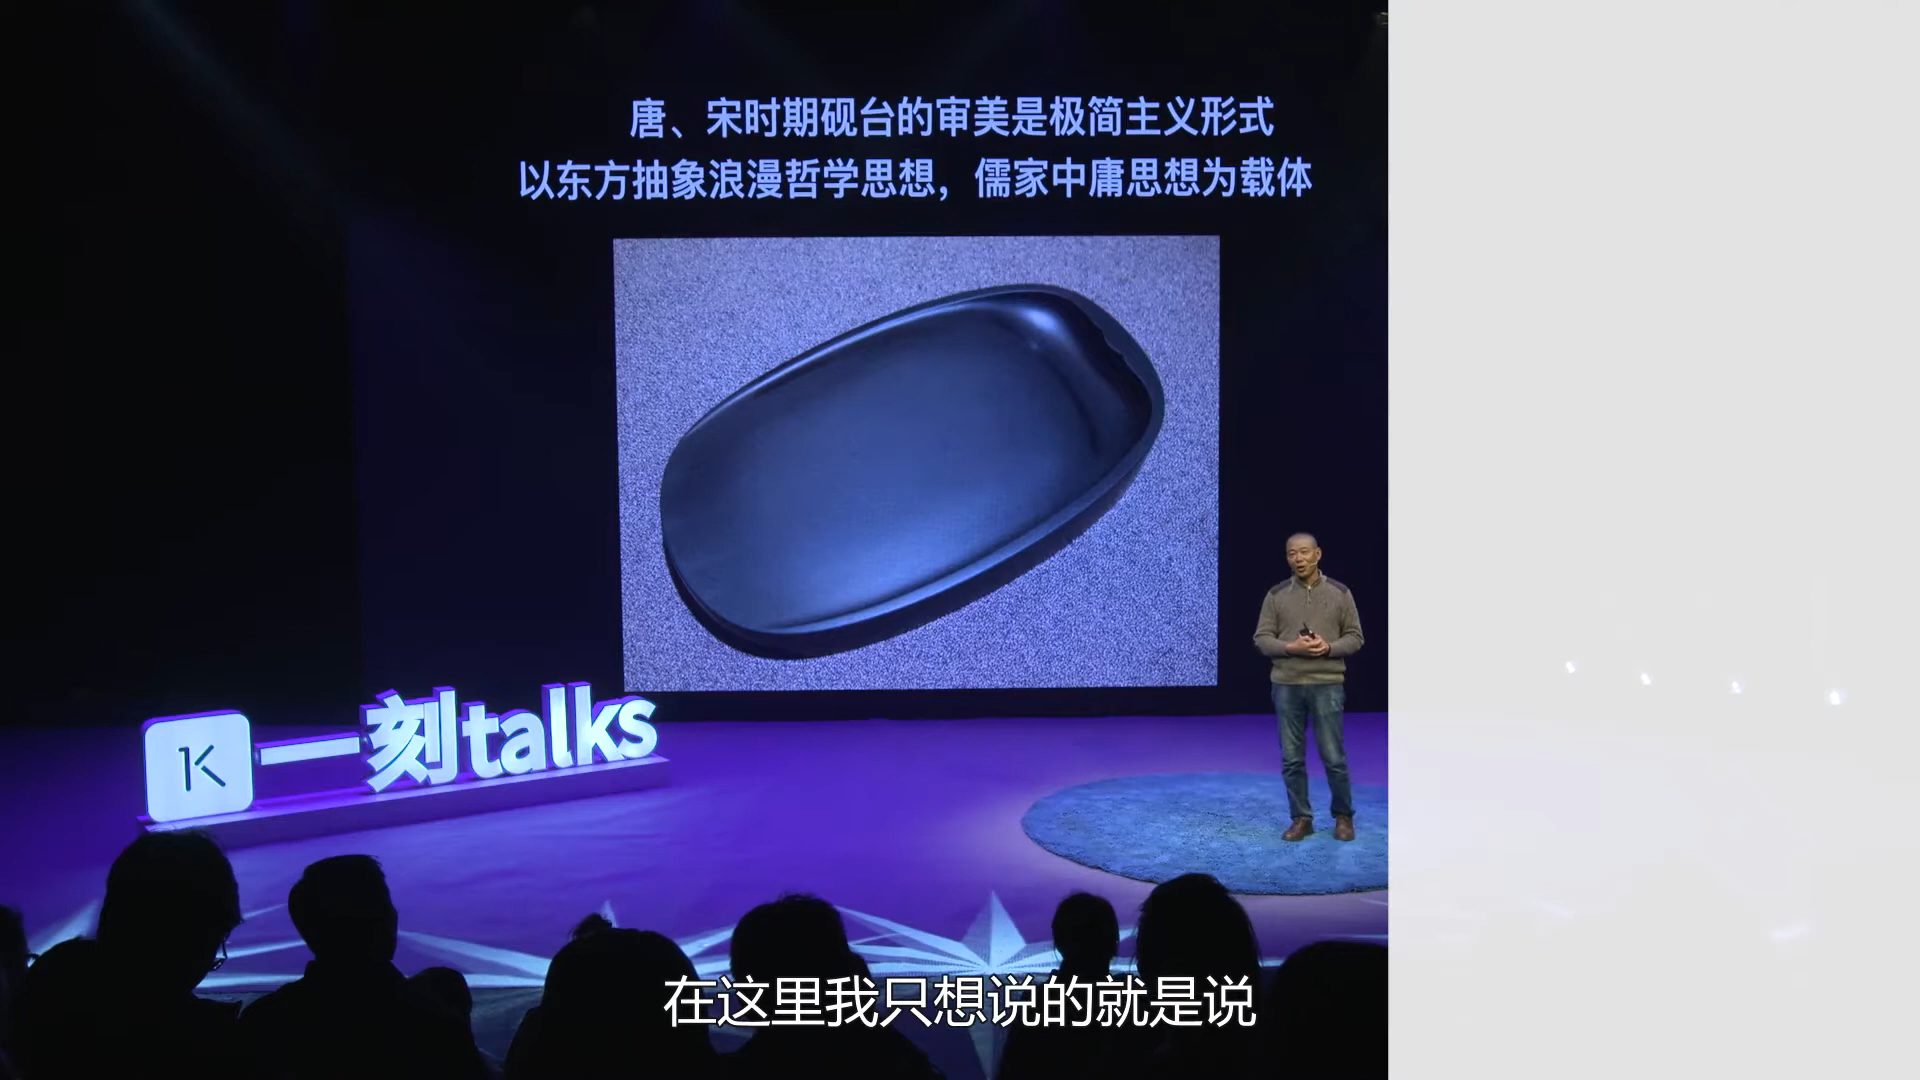 唐、宋时期砚台的审美是极简主义形式
以东方抽象浪漫哲学思想，儒家中庸思想为载体
K一刻talks
在这里我只想说的就是说